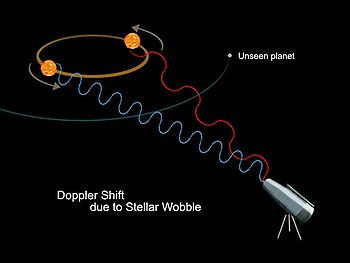 Unseen planet
Doppler Shift
due to Stellar Wobble